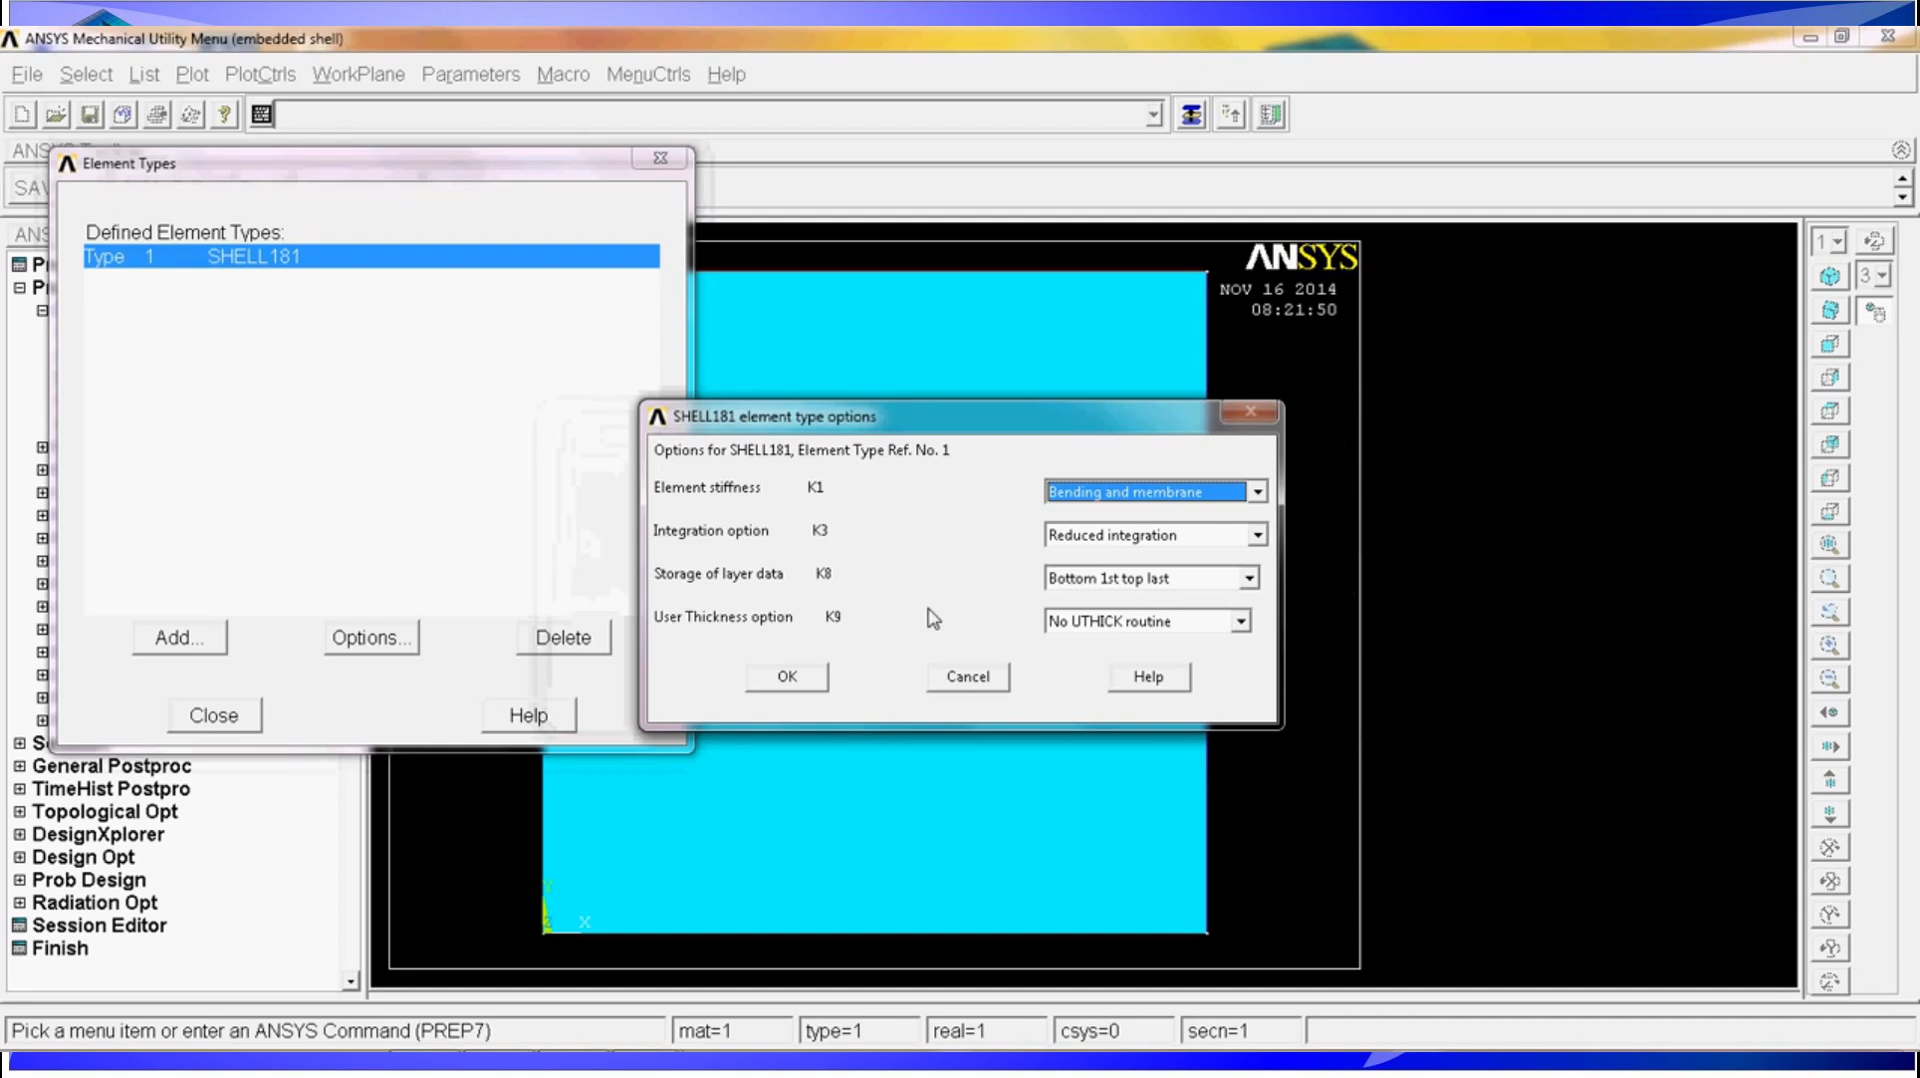 ANSYS Mechanical Utility Menu (embedded shell)
File Select List Plot PlotCtrls WorkPlane Parameters Macro MenuCtrls Help
ANS
Element Types
SAV
Defined Element Types:
Type 1 SHELL181
ANS
ANSYS
NOV 16 2014
08:21:50
1
3
SHELL181 element type options
Options for SHELL181, Element Type Ref. No. 1
Element stiffness K1 Bending and membrane
Integration option K3 Reduced integration
Storage of layer data K8 Bottom 1st top last
User Thickness option K9 No UTHICK routine
OK Cancel Help
Add... Options... Delete
Close Help
General Postproc
TimeHist Postpro
Topological Opt
DesignXplorer
Design Opt
Prob Design
Radiation Opt
Session Editor
Finish
Y
Z X
Pick a menu item or enter an ANSYS Command (PREP7) mat=1 type=1 real=1 csys=0 secn=1